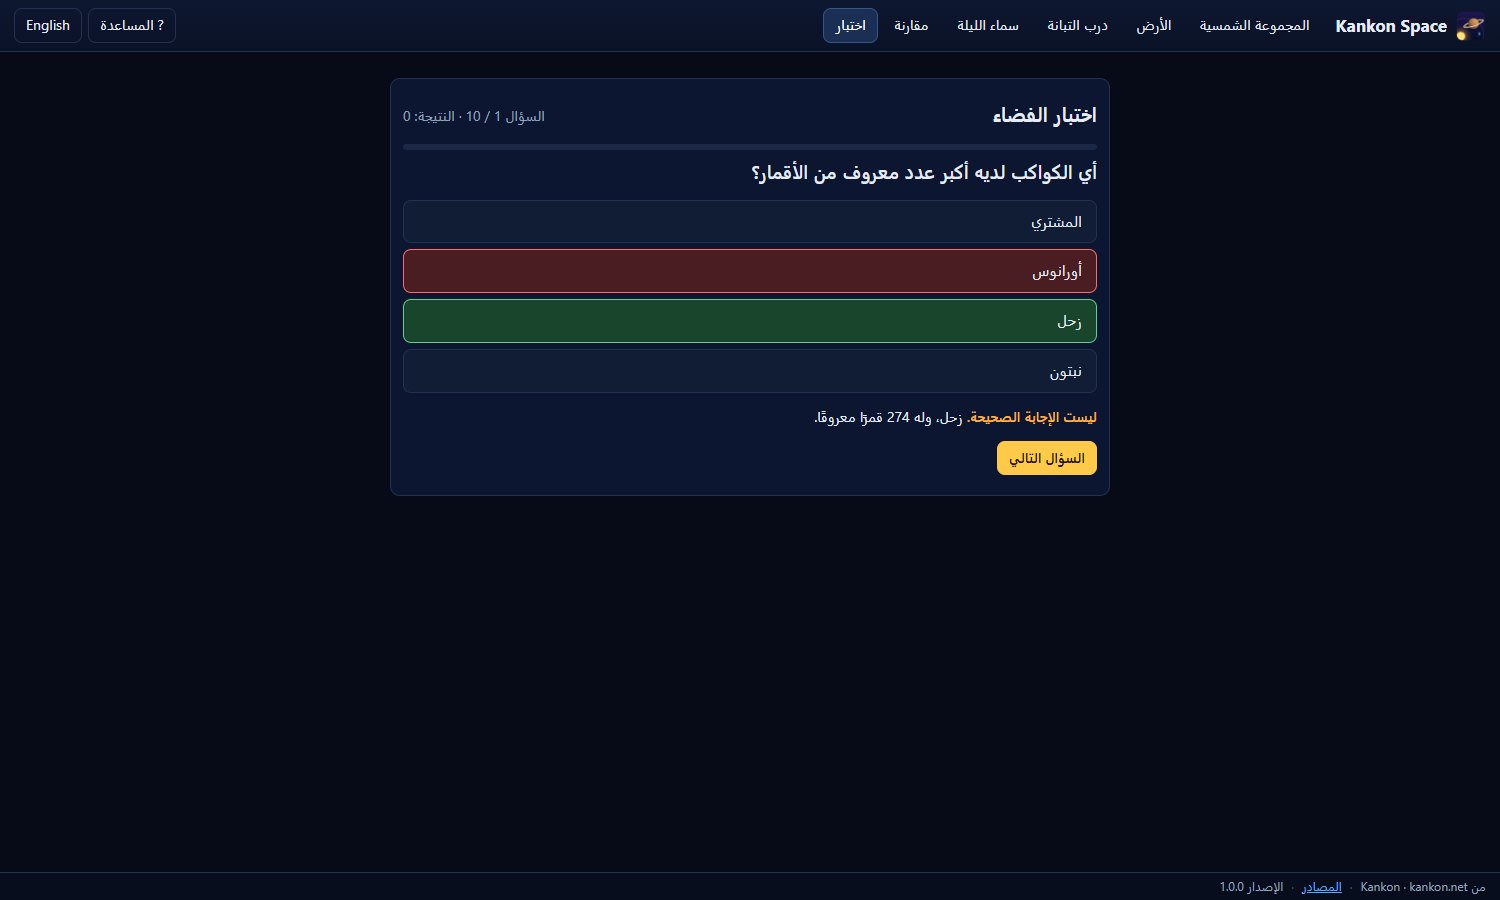 Kankon Space
المجموعة الشمسية
الأرض
درب التبانة
سماء الليلة
مقارنة
اختبار
? المساعدة
English
اختبار الفضاء
السؤال 1 / 10 · النتيجة: 0
أي الكواكب لديه أكبر عدد معروف من الأقمار؟
المشتري
أورانوس
زحل
نبتون
ليست الإجابة الصحيحة. زحل، وله 274 قمرًا معروفًا.
السؤال التالي
من Kankon · kankon.net · المصادر · الإصدار 1.0.0